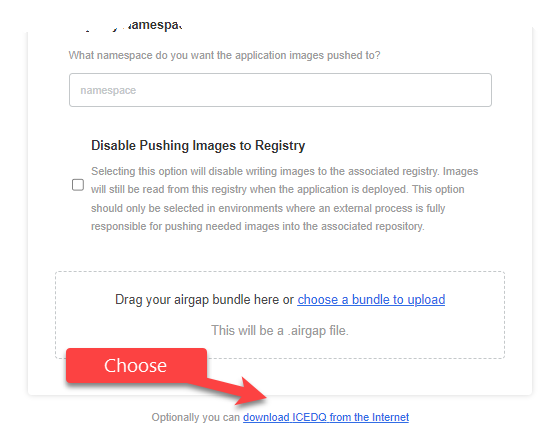 Namespac
What namespace do you want the application images pushed to?
namespace
Disable Pushing Images to Registry
Selecting this option will disable writing images to the associated registry. Images
will still be read from this registry when the application is deployed. This option
should only be selected in environments where an external process is fully
responsible for pushing needed images into the associated repository.
Drag your airgap bundle here or choose a bundle to upload
This will be a .airgap file.
Choose
Optionally you can download ICEDQ from the Internet